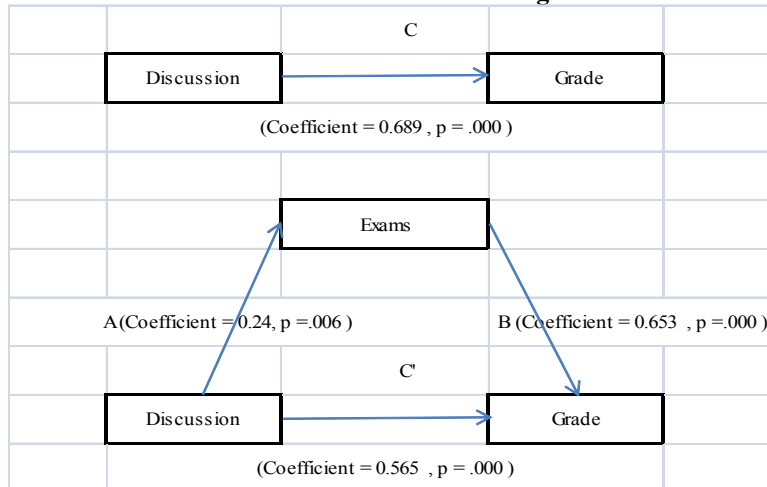 C
Discussion Grade
(Coefficient = 0.689 , p = .000 )
Exams
A(Coefficient = 0.24, p =.006 ) B (Coefficient = 0.653 , p =.000 )
C'
Discussion Grade
(Coefficient = 0.565 , p = .000 )